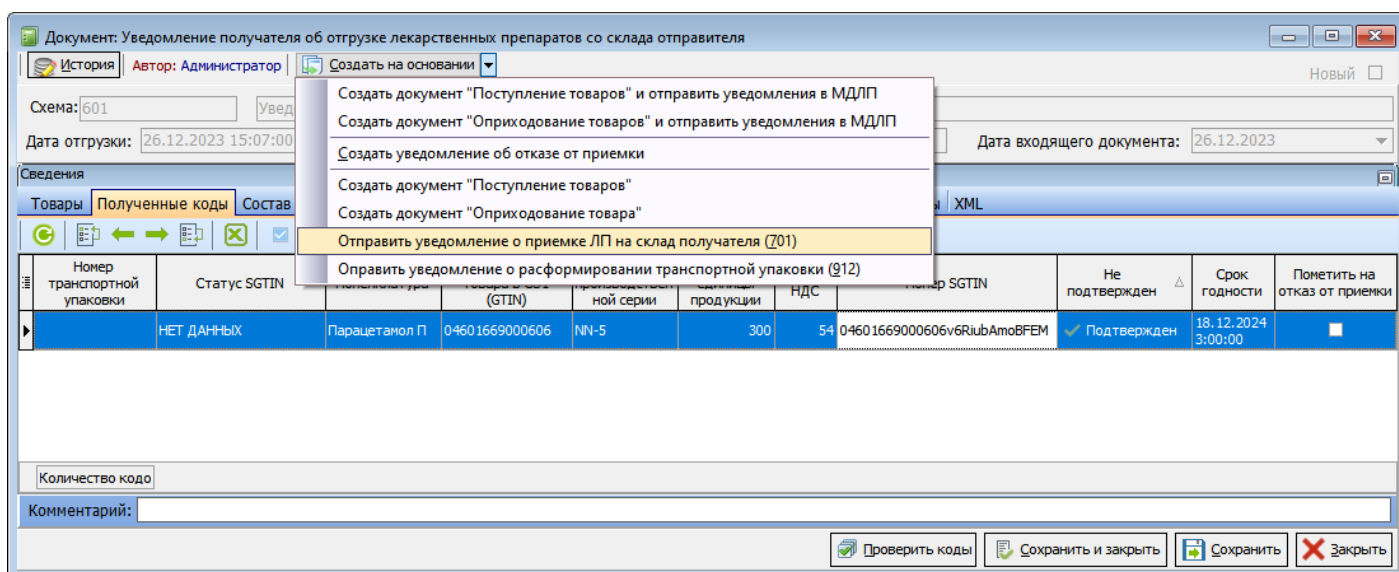 Документ: Уведомление получателя об отгрузке лекарственных препаратов со склада отправителя
История Автор: Администратор Создать на основании Новый
Создать документ "Поступление товаров" и отправить уведомления в МДЛП
Схема: 601 Увед
Создать документ "Оприходование товаров" и отправить уведомления в МДЛП
Дата отгрузки: 26.12.2023 15:07:00 Дата входящего документа: 26.12.2023
Создать уведомление об отказе от приемки
Сведения
Создать документ "Поступление товаров"
Товары Полученные коды Состав XML
Создать документ "Оприходование товара"
Отправить уведомление о приемке ЛП на склад получателя (701)
Оправить уведомление о расформировании транспортной упаковки (912)
Номер транспортной упаковки Статус SGTIN (GTIN) ной серии продукции НДС SGTIN Не подтвержден Срок годности Пометить на отказ от приемки
НЕТ ДАННЫХ Парацетамол П 04601669000606 NN-5 300 54 04601669000606v6RiubAmoBFEM Подтвержден 18.12.2024 3:00:00
Количество кодо
Комментарий:
Проверить коды Сохранить и закрыть Сохранить Закрыть